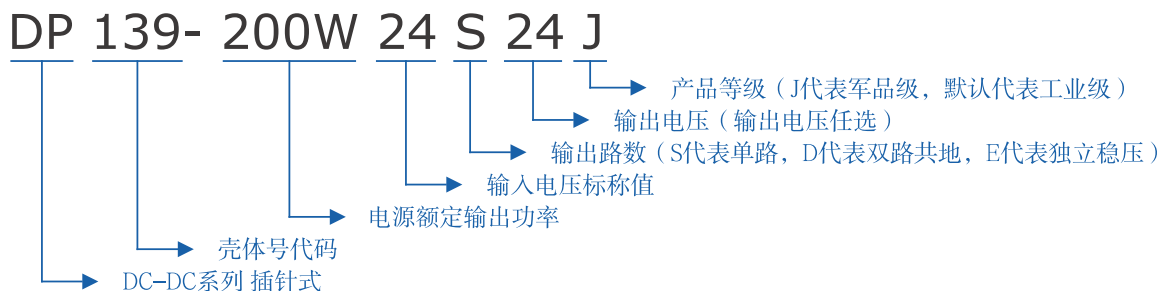 DP 139- 200W 24 S 24 J
产品等级（J代表军品级，默认代表工业级）
输出电压（输出电压任选）
输出路数（S代表单路，D代表双路共地，E代表独立稳压）
输入电压标称值
电源额定输出功率
壳体号代码
DC-DC系列 插针式